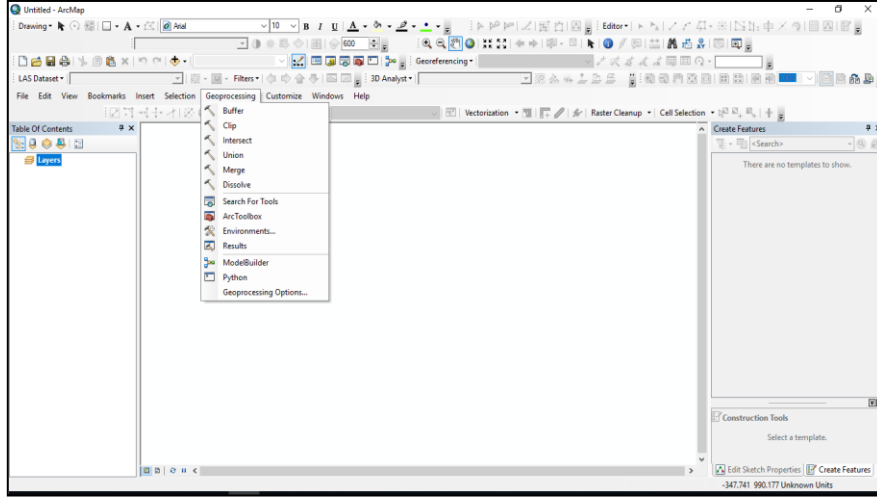 Untitled - ArcMap
Drawing Arial 10 B I U A Editor
600
Georeferencing
LAS Dataset Filters 3D Analyst
File Edit View Bookmarks Insert Selection Geoprocessing Customize Windows Help
Vectorization Raster Cleanup Cell Selection
Table Of Contents
Layers
Buffer
Clip
Intersect
Union
Merge
Dissolve
Search For Tools
ArcToolbox
Environments...
Results
ModelBuilder
Python
Geoprocessing Options...
Create Features
<Search>
There are no templates to show.
Construction Tools
Select a template.
Edit Sketch Properties Create Features
-347.741 990.177 Unknown Units